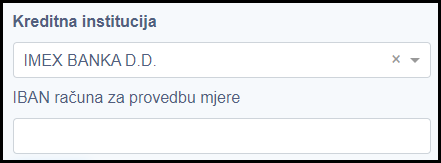 Kreditna institucija
IMEX BANKA D.D.
IBAN računa za provedbu mjere